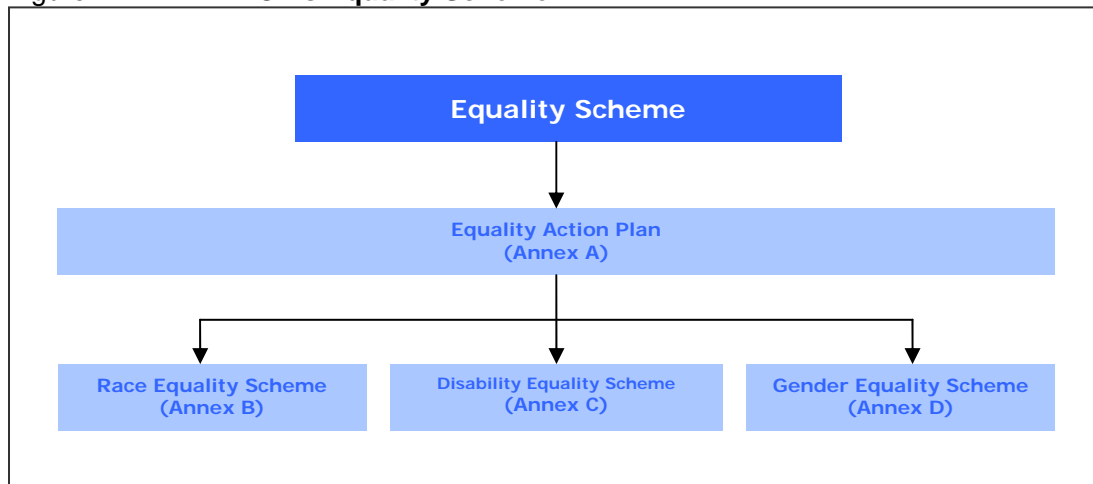 Equality Scheme
Equality Action Plan
(Annex A)
Race Equality Scheme
(Annex B)
Disability Equality Scheme
(Annex C)
Gender Equality Scheme
(Annex D)